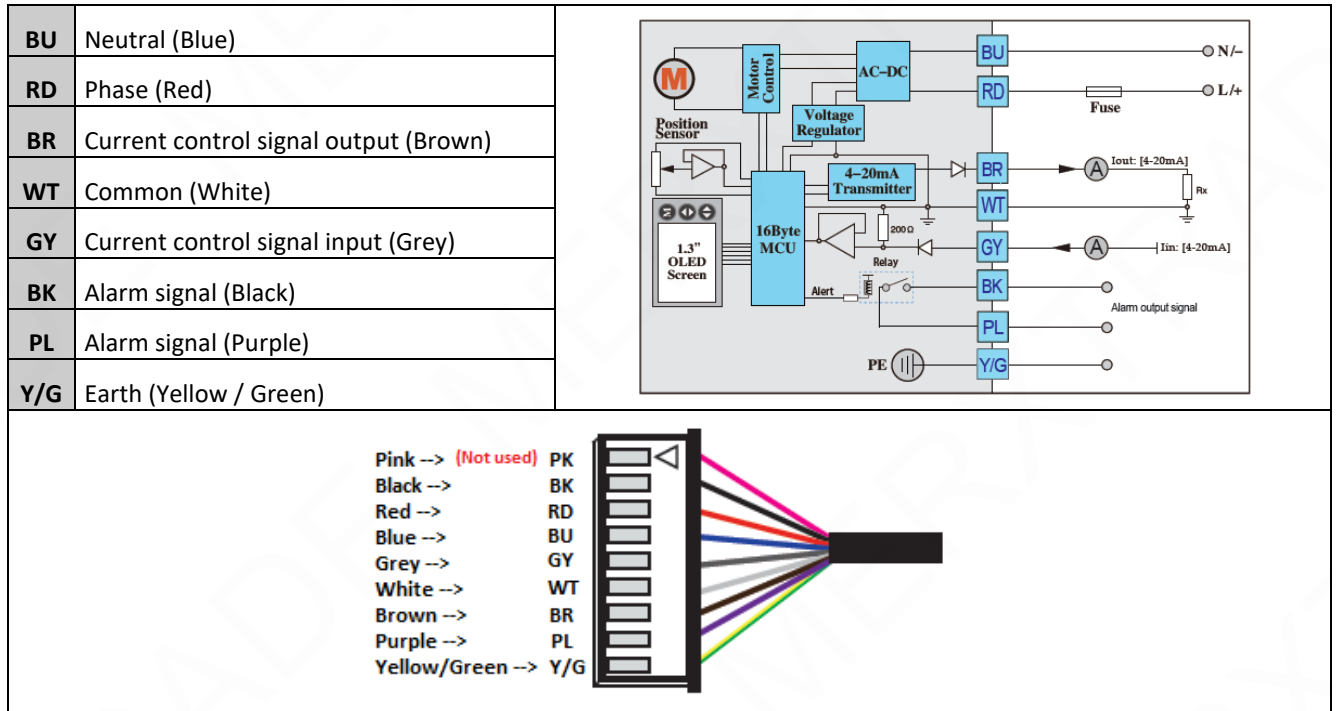 BU Neutral (Blue)
RD Phase (Red)
BR Current control signal output (Brown)
WT Common (White)
GY Current control signal input (Grey)
BK Alarm signal (Black)
PL Alarm signal (Purple)
Y/G Earth (Yellow / Green)
M
Motor
Control
AC–DC
BU
N/–
RD
L/+
Fuse
Voltage
Regulator
Position
Sensor
4–20mA
Transmitter
BR
A
Iout: [4-20mA]
Rx
WT
M
1.3"
OLED
Screen
16Byte
MCU
200Ω
GY
A
Iin: [4-20mA]
Relay
Alert
BK
Alarm output signal
PL
PE
Y/G
Pink --> (Not used) PK
Black --> BK
Red --> RD
Blue --> BU
Grey --> GY
White --> WT
Brown --> BR
Purple --> PL
Yellow/Green --> Y/G